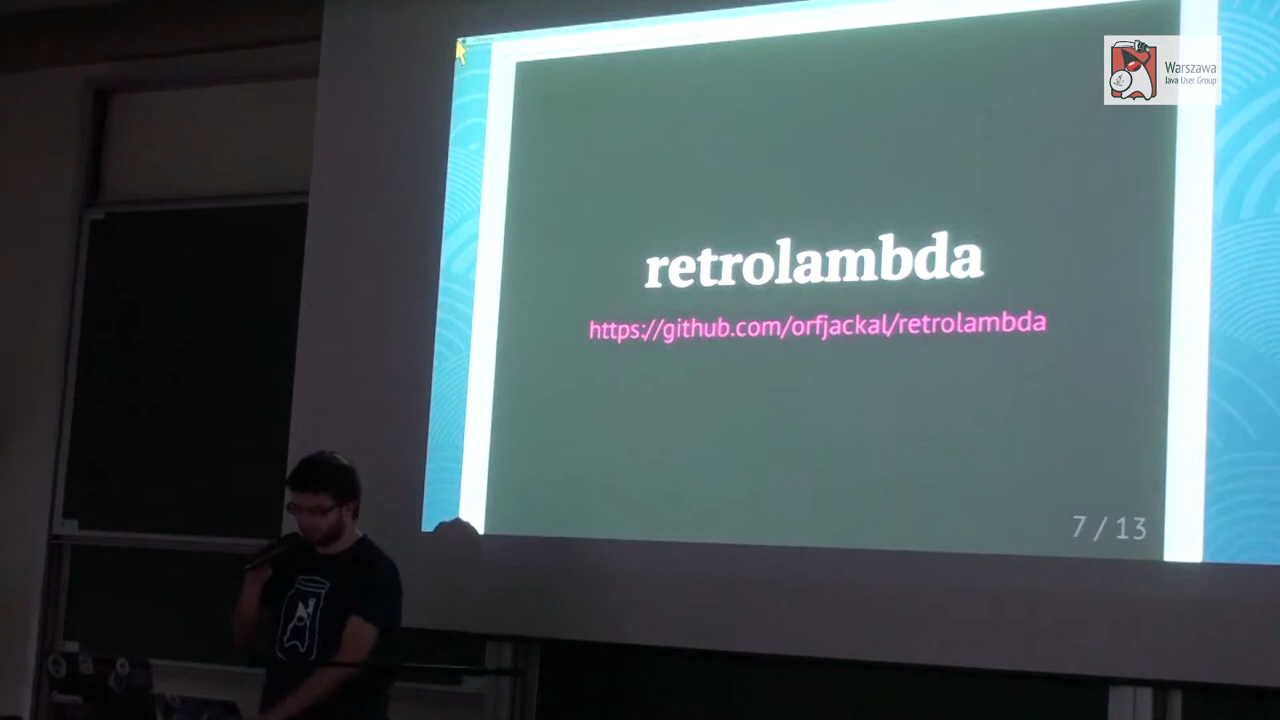 Warszawa
Java User Group
retrolambda
https://github.com/orfjackal/retrolambda
7 / 13